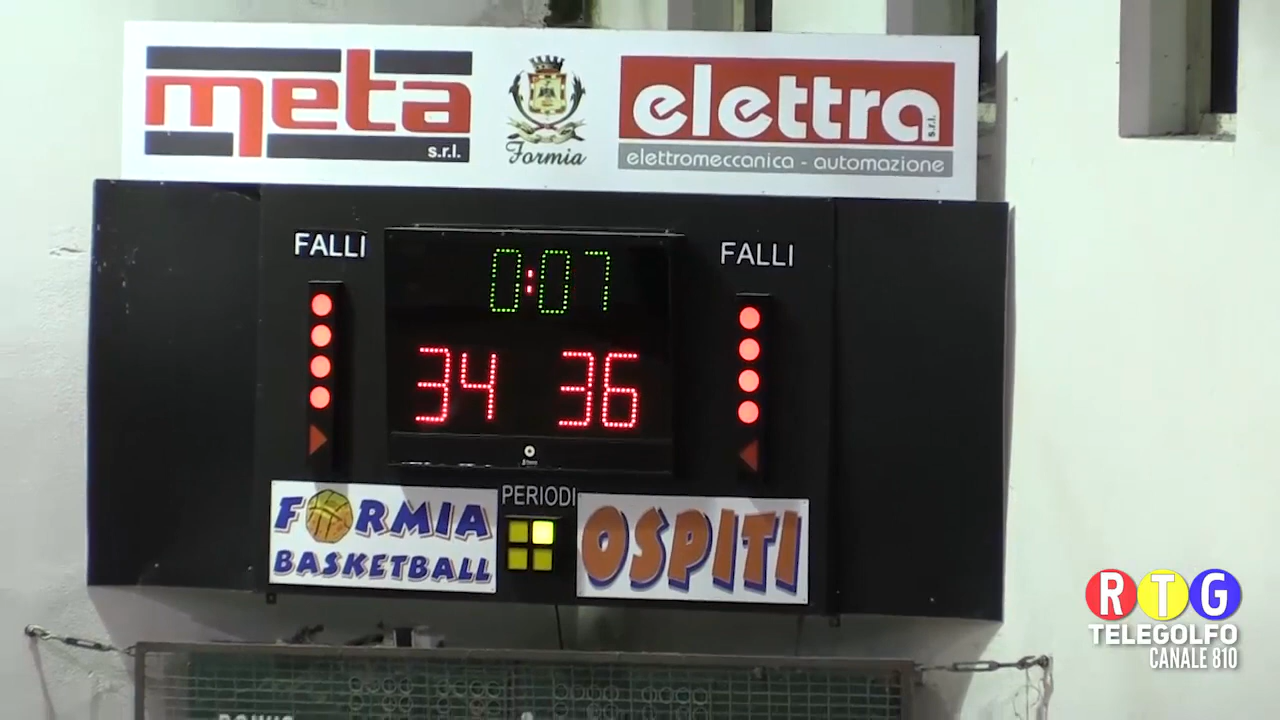 meta
s.r.l.
Formia
elettra
s.r.l.
elettromeccanica - automazione
FALLI
0:07
FALLI
34 36
FORMIA
BASKETBALL
PERIODI
OSPITI
RTG
TELEGOLFO
CANALE 810